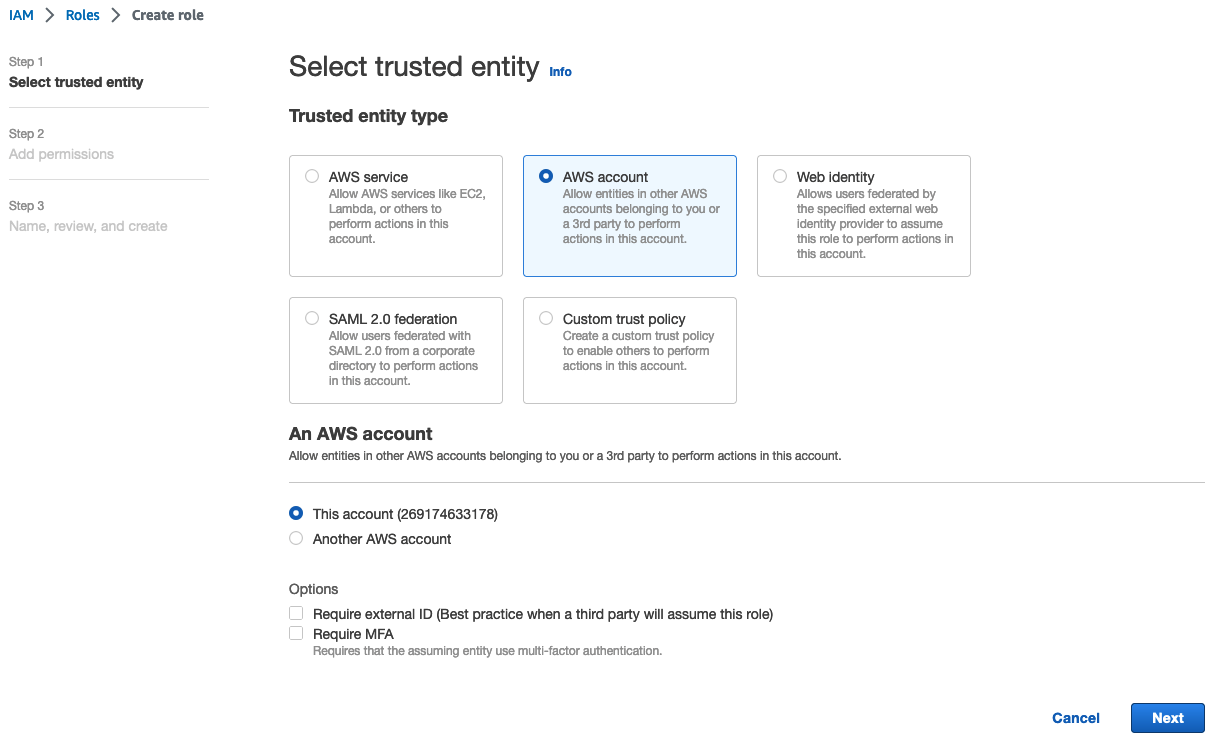 IAM > Roles > Create role
Step 1
Select trusted entity
Step 2
Add permissions
Step 3
Name, review, and create
Select trusted entity Info
Trusted entity type
AWS service
Allow AWS services like EC2,
Lambda, or others to
perform actions in this
account.
AWS account
Allow entities in other AWS
accounts belonging to you or
a 3rd party to perform
actions in this account.
Web identity
Allows users federated by
the specified external web
identity provider to assume
this role to perform actions in
this account.
SAML 2.0 federation
Allow users federated with
SAML 2.0 from a corporate
directory to perform actions
in this account.
Custom trust policy
Create a custom trust policy
to enable others to perform
actions in this account.
An AWS account
Allow entities in other AWS accounts belonging to you or a 3rd party to perform actions in this account.
This account (269174633178)
Another AWS account
Options
Require external ID (Best practice when a third party will assume this role)
Require MFA
Requires that the assuming entity use multi-factor authentication.
Cancel
Next